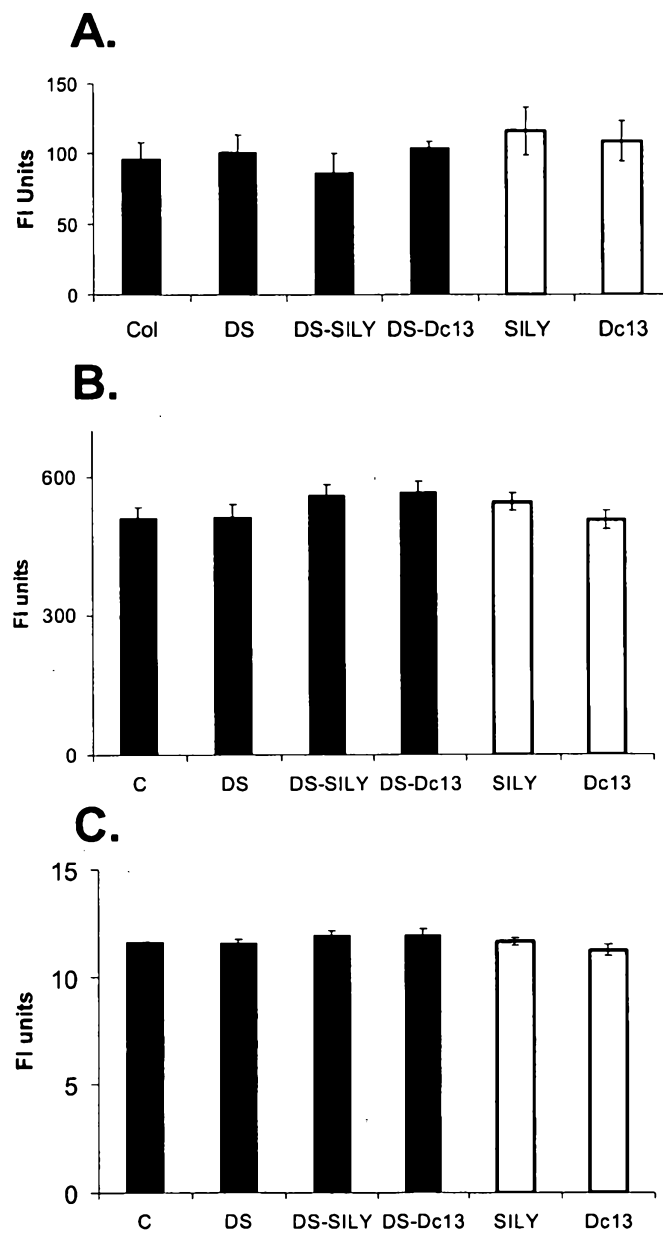 A.
150
100
50
0
FI Units
Col DS DS-SILY DS-Dc13 SILY Dc13
B.
600
300
0
FI units
C DS DS-SILY DS-Dc13 SILY Dc13
C.
15
10
5
0
FI units
C DS DS-SILY DS-Dc13 SILY Dc13